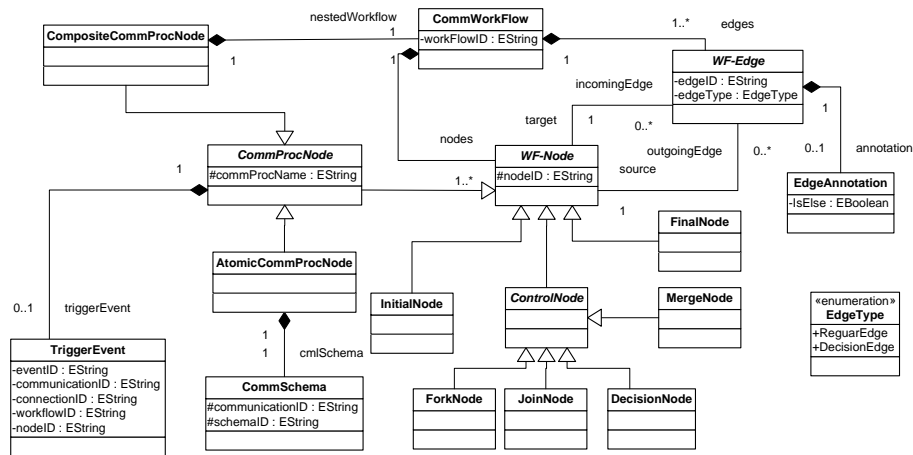 nestedWorkflow
CommWorkFlow
-workFlowID : EString
CompositeCommProcNode
1
1
1
1
1..*
edges
WF-Edge
-edgeID : EString
-edgeType : EdgeType
incomingEdge
target
1
0..*
1
0..1
annotation
nodes
CommProcNode
#commProcName : EString
1
1..*
WF-Node
#nodeID : EString
outgoingEdge
0..*
source
1
EdgeAnnotation
-IsElse : EBoolean
FinalNode
AtomicCommProcNode
InitialNode
ControlNode
MergeNode
«enumeration»
EdgeType
+ReguarEdge
+DecisionEdge
0..1
triggerEvent
1
1
cmlSchema
TriggerEvent
-eventID : EString
-communicationID : EString
-connectionID : EString
-workflowID : EString
-nodeID : EString
CommSchema
#communicationID : EString
#schemaID : EString
ForkNode
JoinNode
DecisionNode